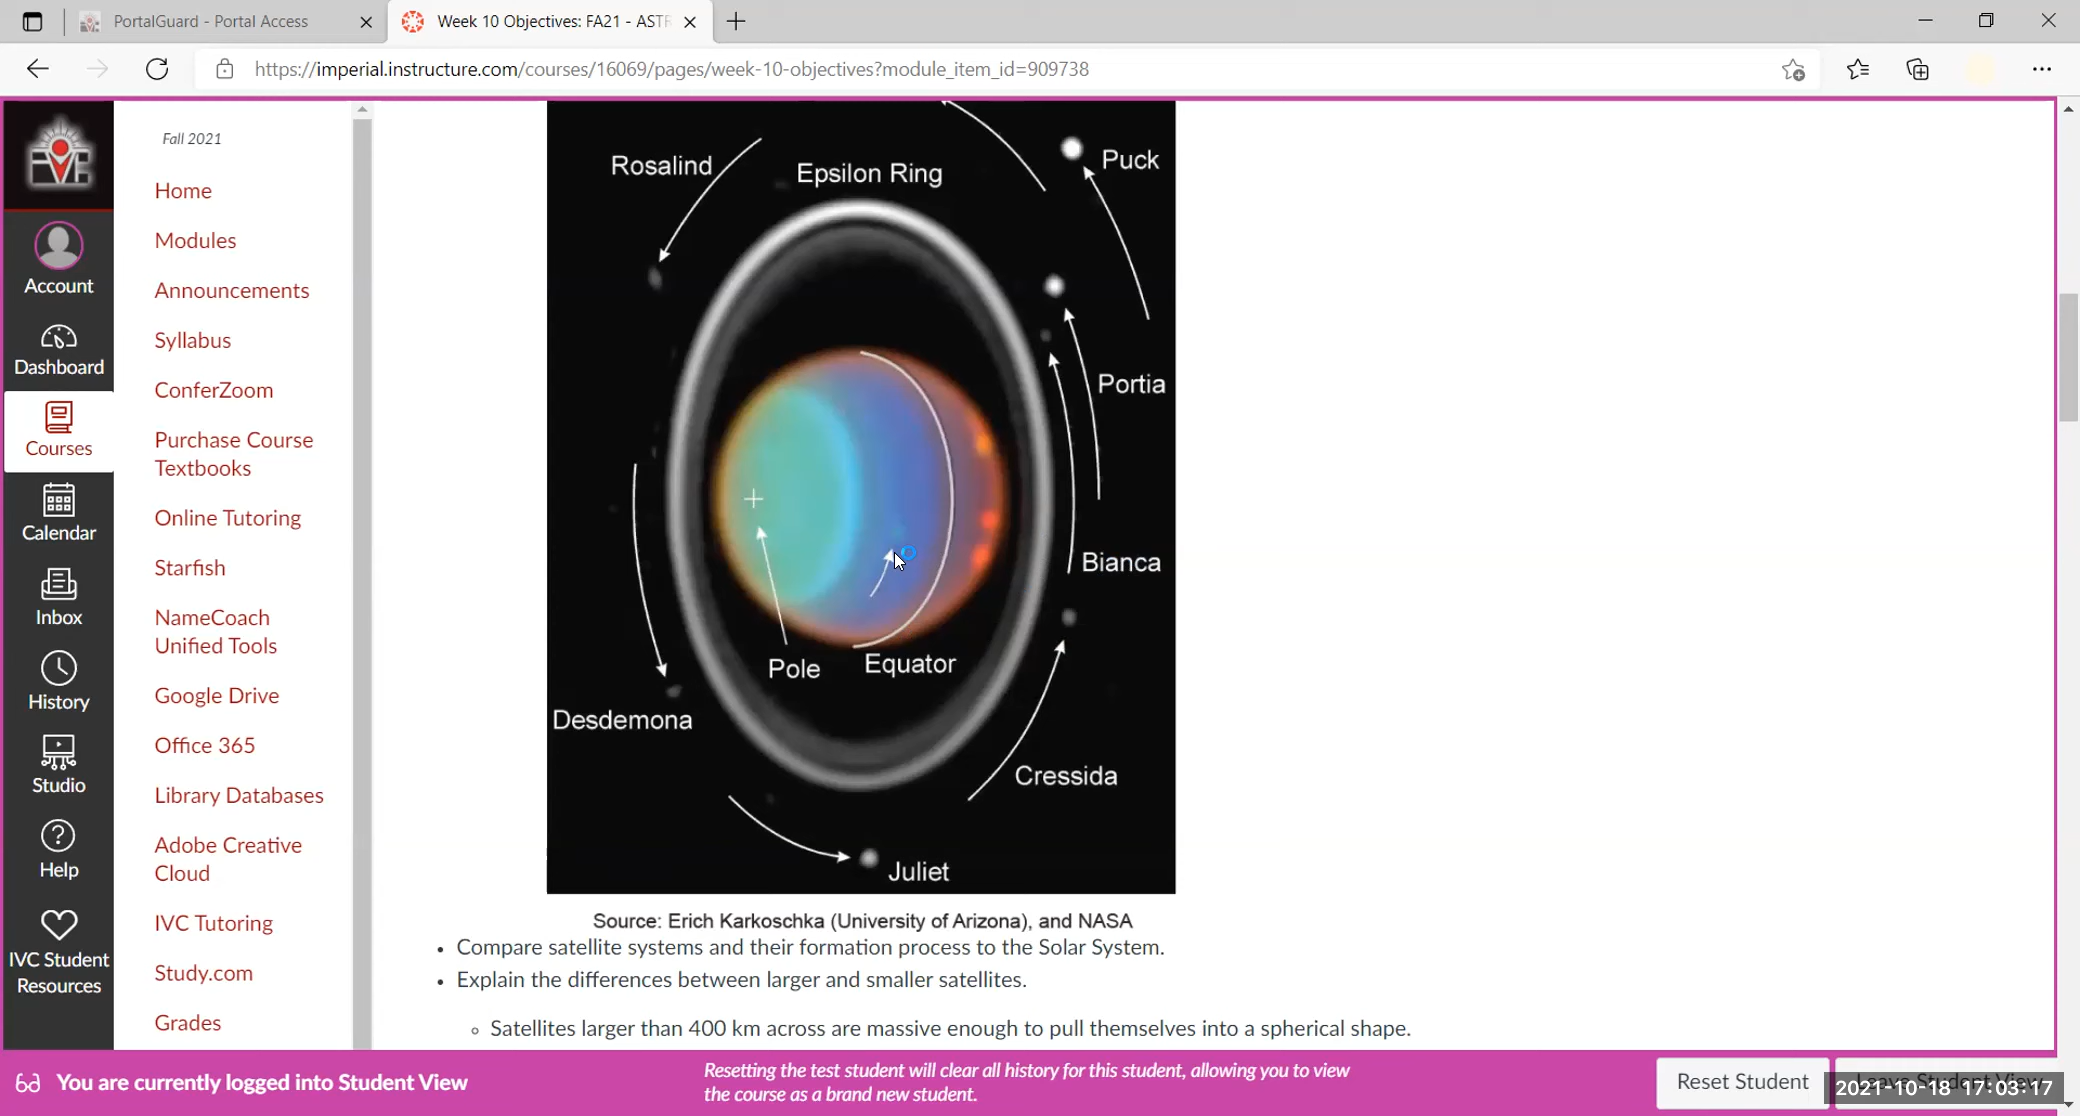 PortalGuard - Portal Access
Week 10 Objectives: FA21 - ASTR
https://imperial.instructure.com/courses/16069/pages/week-10-objectives?module_item_id=909738
IVC
Account
Dashboard
Courses
Calendar
Inbox
History
Studio
Help
IVC Student
Resources
Fall 2021
Home
Modules
Announcements
Syllabus
ConferZoom
Purchase Course
Textbooks
Online Tutoring
Starfish
NameCoach
Unified Tools
Google Drive
Office 365
Library Databases
Adobe Creative
Cloud
IVC Tutoring
Study.com
Grades
Rosalind
Epsilon Ring
Puck
Portia
Bianca
Pole
Equator
Desdemona
Cressida
Juliet
Source: Erich Karkoschka (University of Arizona), and NASA
• Compare satellite systems and their formation process to the Solar System.
• Explain the differences between larger and smaller satellites.
◦ Satellites larger than 400 km across are massive enough to pull themselves into a spherical shape.
You are currently logged into Student View
Resetting the test student will clear all history for this student, allowing you to view
the course as a brand new student.
Reset Student
Leave Student View
2021-10-18 17:03:17